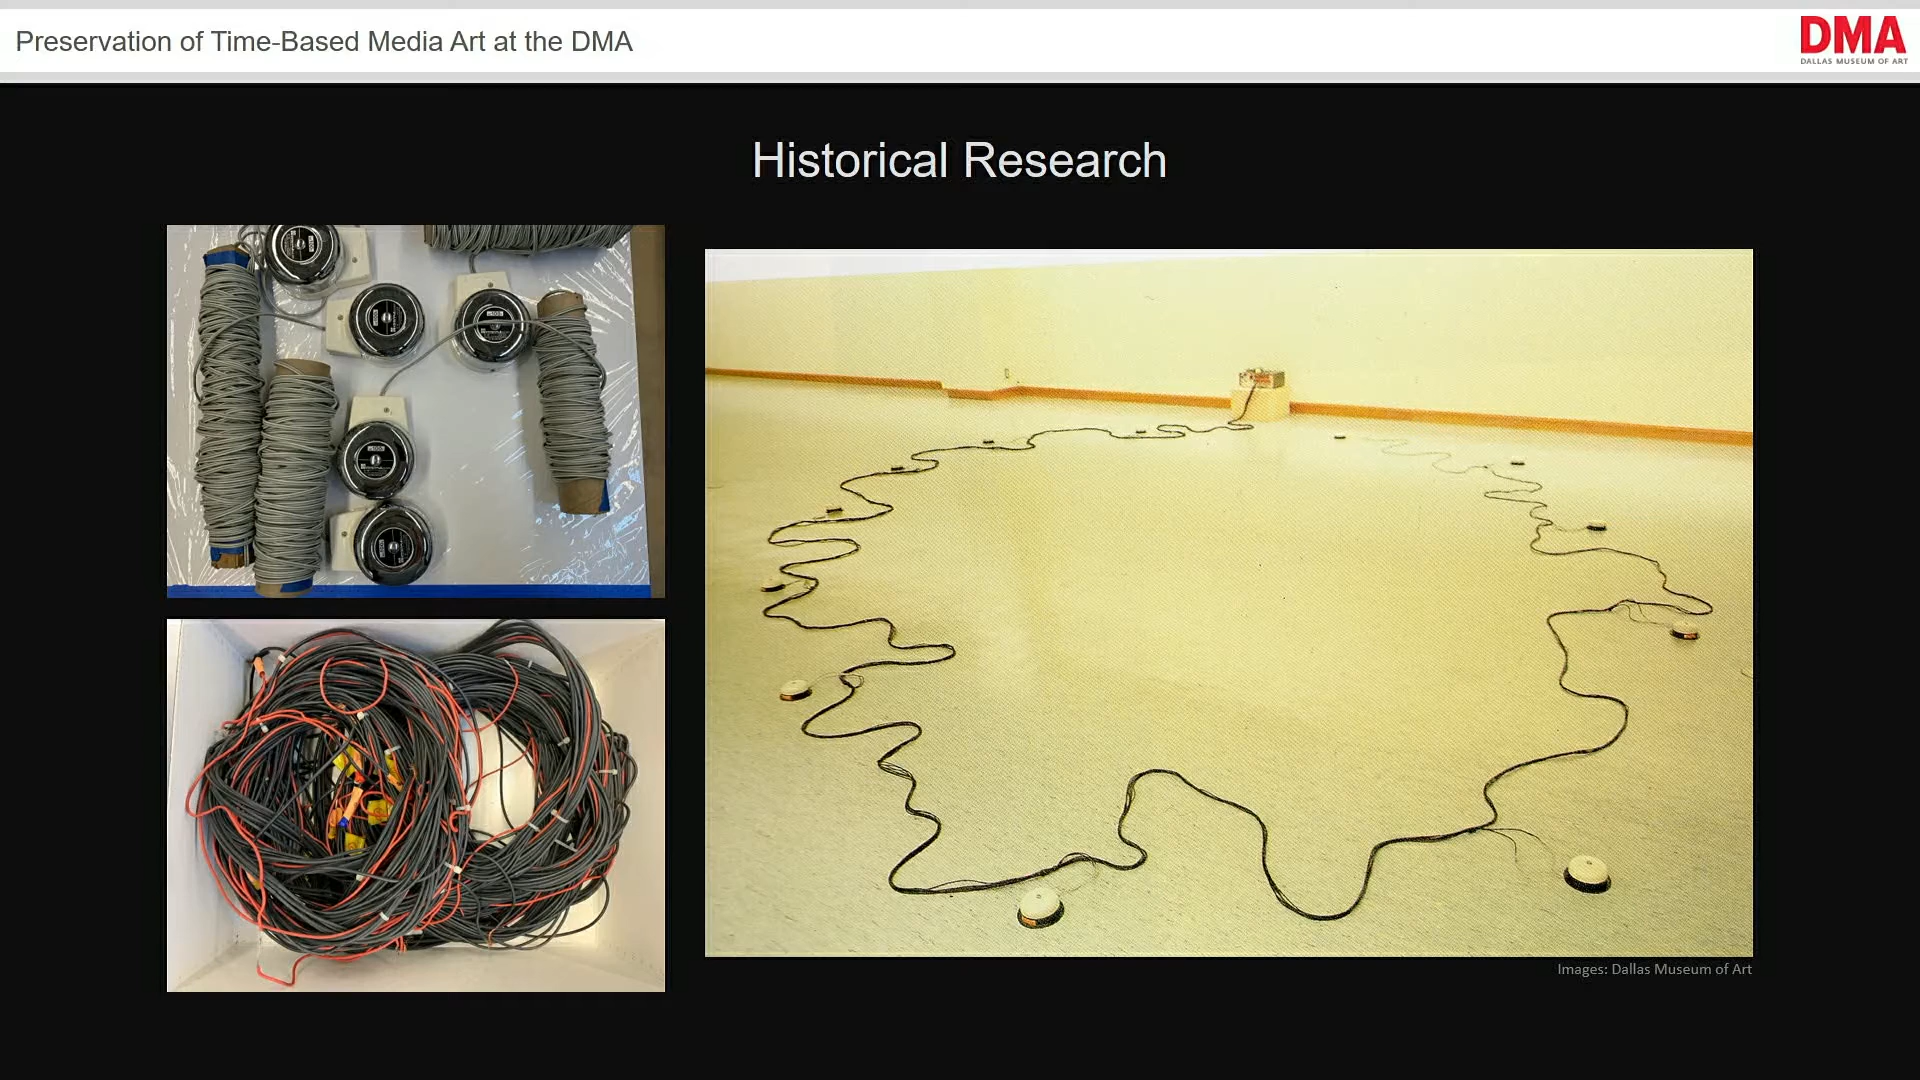 Preservation of Time-Based Media Art at the DMA
DMA
DALLAS MUSEUM OF ART
Historical Research
Images: Dallas Museum of Art